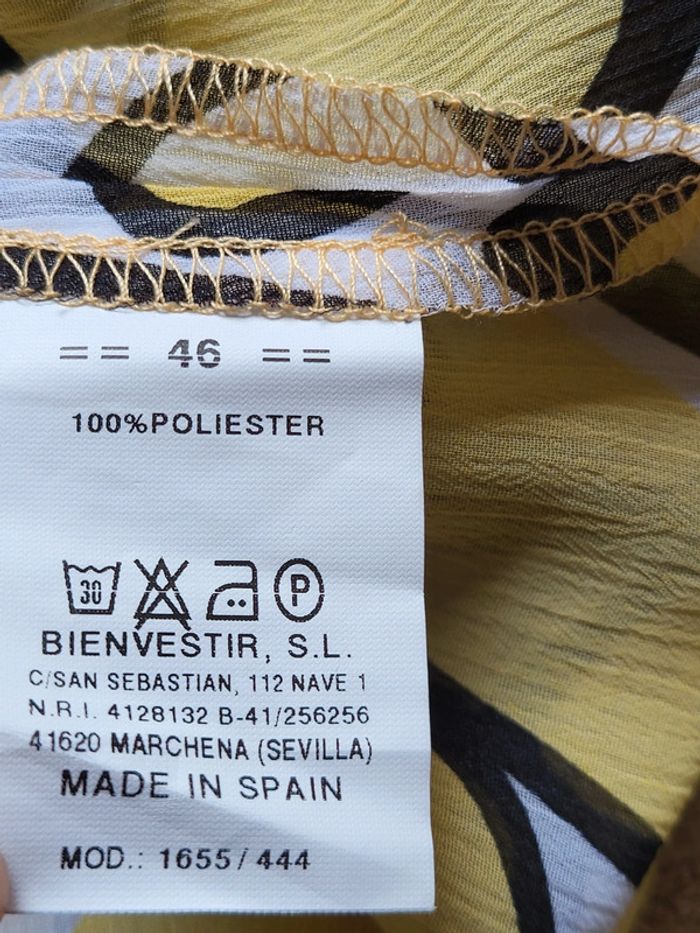 == 46 ==
100%POLIESTER
30 P
BIENVESTIR, S.L.
C/SAN SEBASTIAN, 112 NAVE 1
N.R.I. 4128132 B-41/256256
41620 MARCHENA (SEVILLA)
MADE IN SPAIN
MOD.: 1655/444